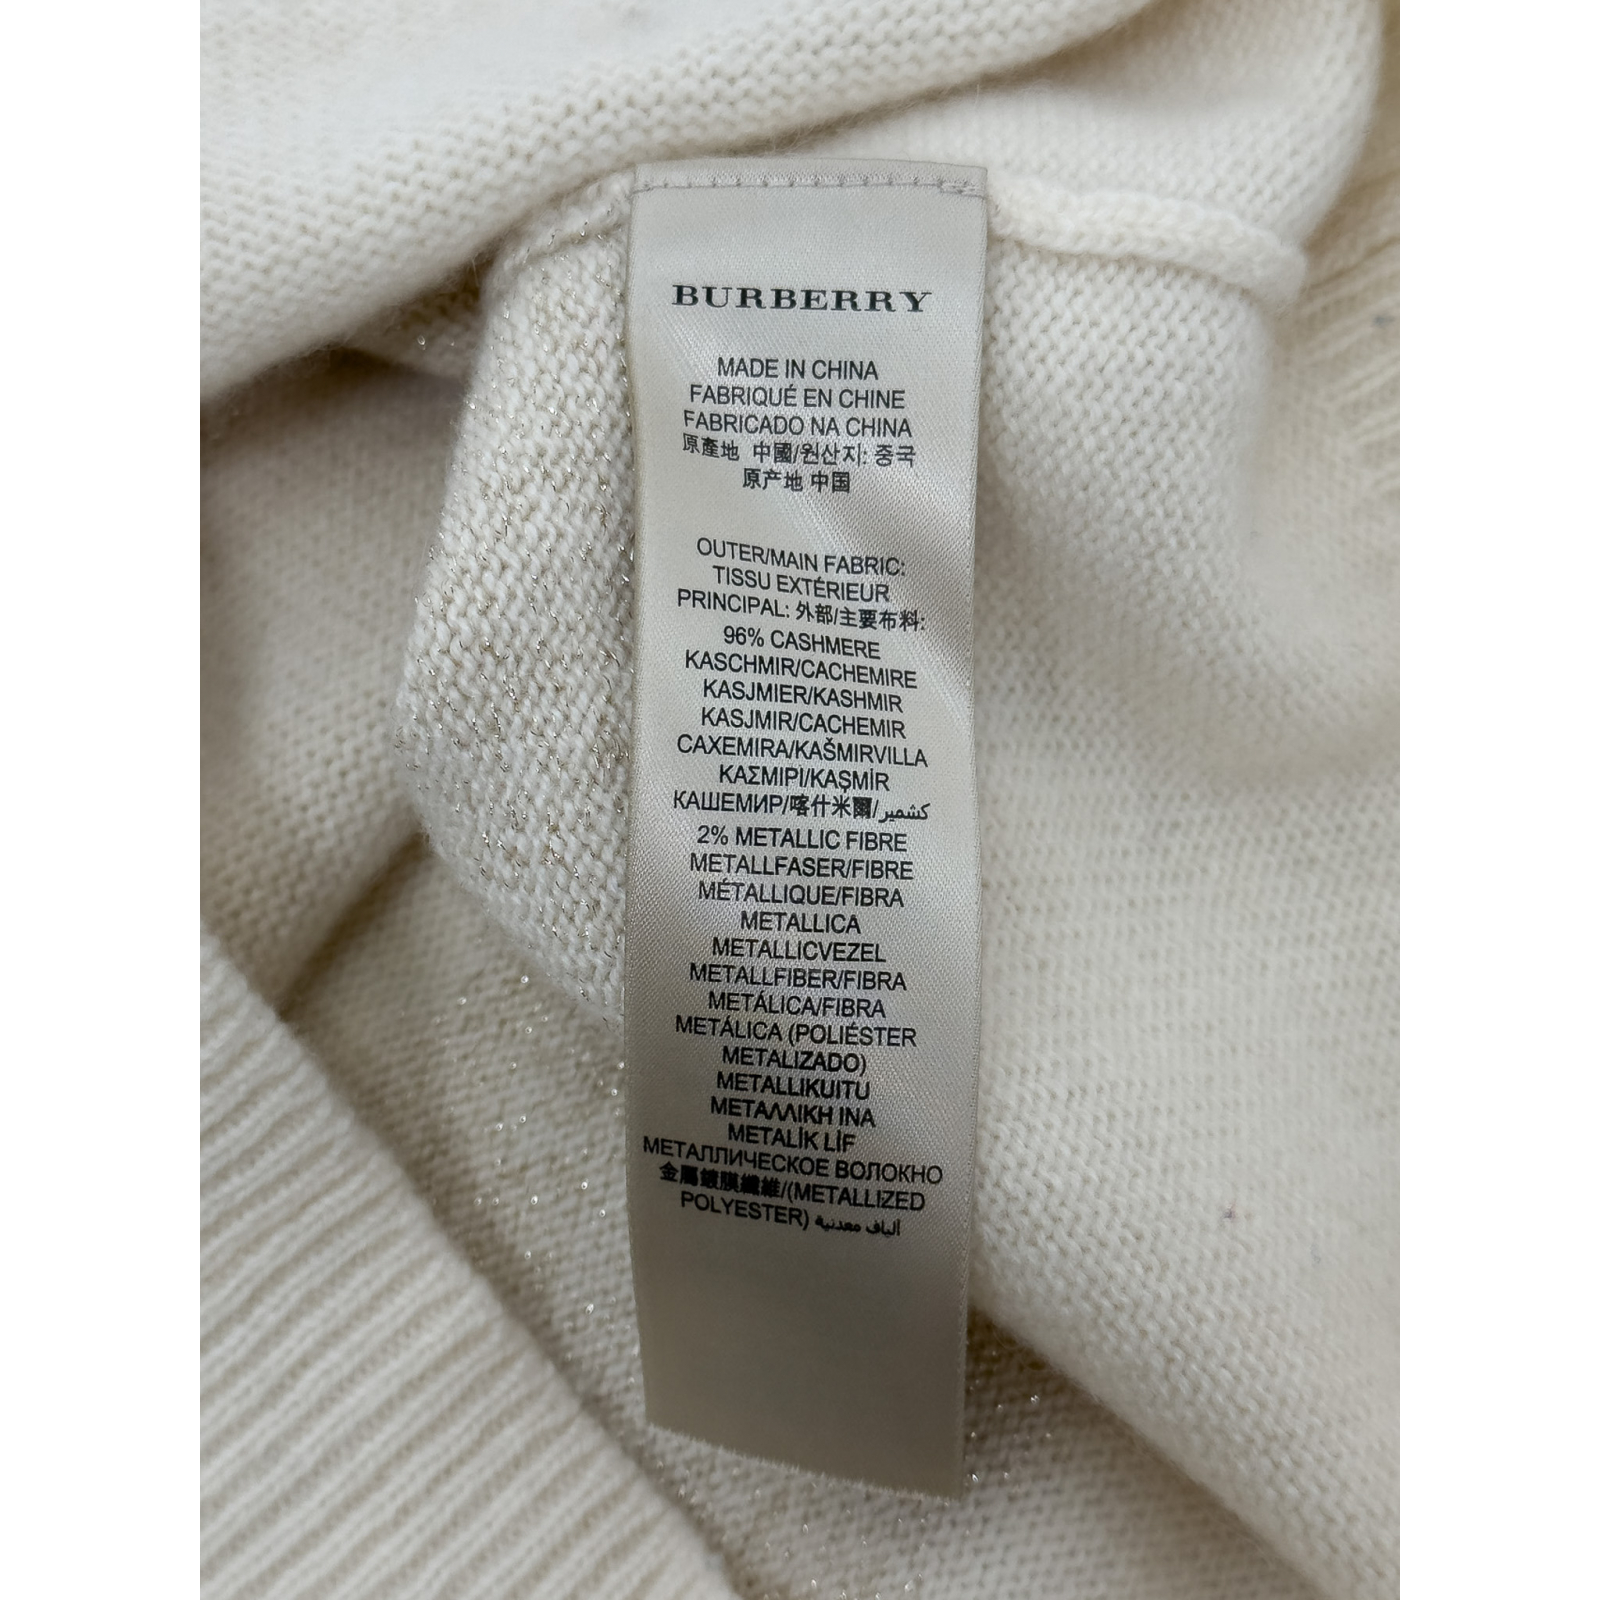 BURBERRY
MADE IN CHINA
FABRIQUÉ EN CHINE
FABRICADO NA CHINA
原產地 中國/원산지: 중국
原产地 中国
OUTER/MAIN FABRIC:
TISSU EXTÉRIEUR
PRINCIPAL: 外部/主要布料:
96% CASHMERE
KASCHMIR/CACHEMIRE
KASJMIER/KASHMIR
KASJMIR/CACHEMIR
CAXEMIRA/KAŠMIRVILLA
ΚΑΣΜΙΡΙ/KAŞMİR
КАШЕМИР/喀什米爾/كشمير
2% METALLIC FIBRE
METALLFASER/FIBRE
MÉTALLIQUE/FIBRA
METALLICA
METALLICVEZEL
METALLFIBER/FIBRA
METÁLICA/FIBRA
METÁLICA (POLIÉSTER
METALIZADO)
METALLIKUITU
ΜΕΤΑΛΛΙΚΗ ΙΝΑ
METALİK LİF
МЕТАЛЛИЧЕСКОЕ ВОЛОКНО
金屬鍍膜纖維/(METALLIZED
POLYESTER) ألياف معدنية